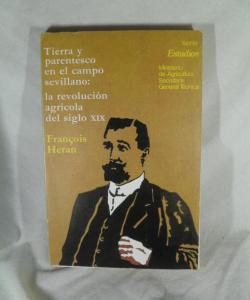 Tierra y
parentesco
en el campo
sevillano:
la revolución
agrícola
del siglo XIX
François
Heran
Serie
Estudios
Ministerio
de Agricultura
Secretaría
General Técnica